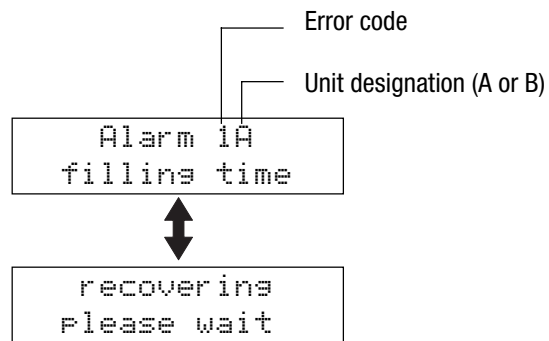 Error code
Unit designation (A or B)
Alarm 1A
filling time
recovering
please wait